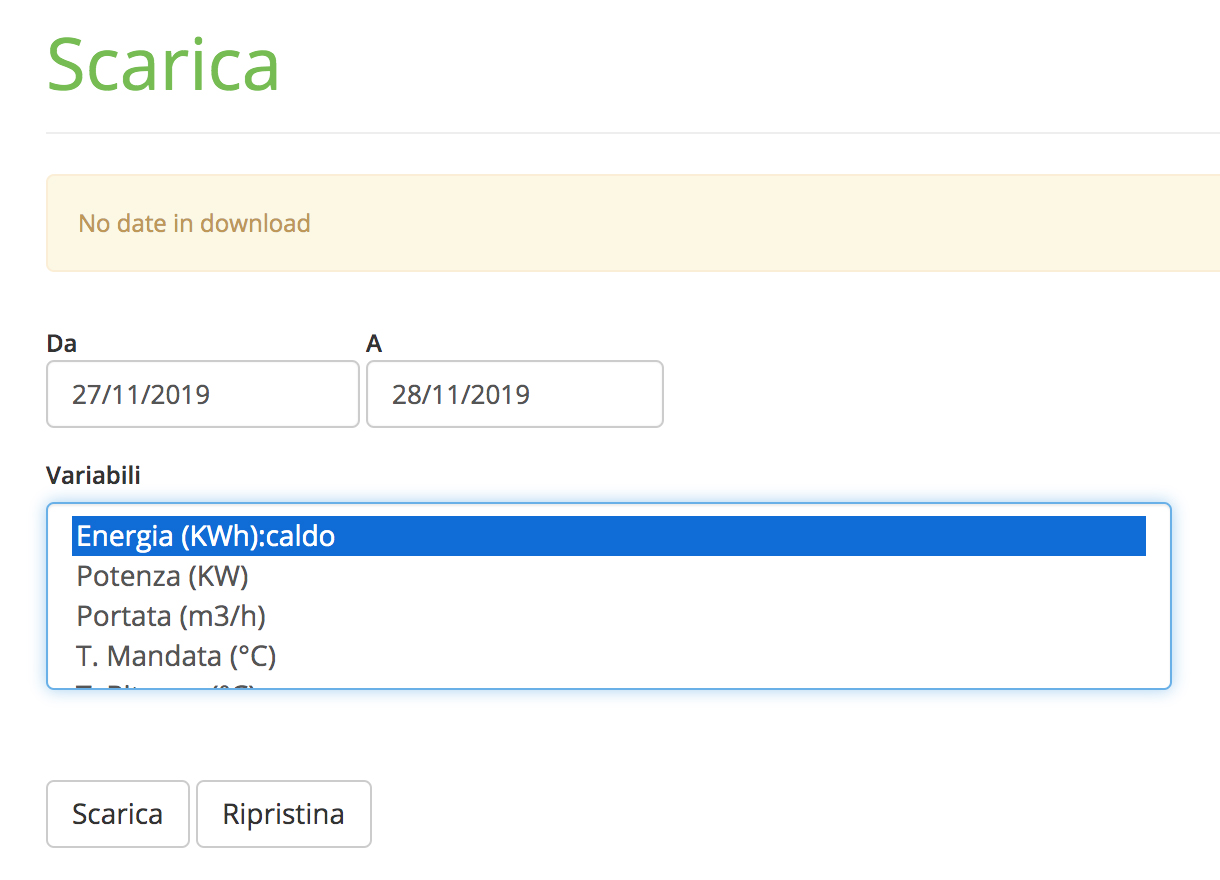 Scarica
No date in download
Da A
27/11/2019 28/11/2019
Variabili
Energia (KWh):caldo
Potenza (KW)
Portata (m3/h)
T. Mandata (°C)
Scarica Ripristina